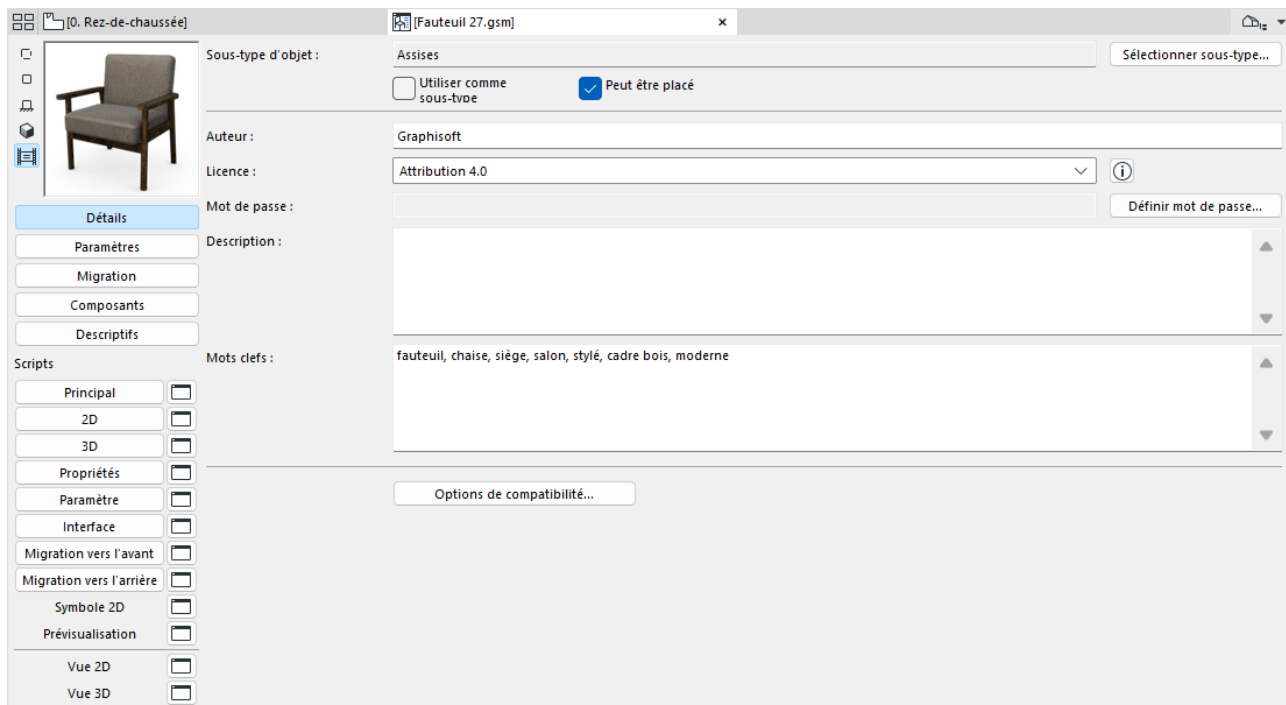 [0. Rez-de-chaussée]
[Fauteuil 27.gsm]
Sous-type d'objet :
Assises
Sélectionner sous-type...
Utiliser comme
sous-type
Peut être placé
Auteur :
Graphisoft
Licence :
Attribution 4.0
Mot de passe :
Définir mot de passe...
Description :
Mots clefs :
fauteuil, chaise, siège, salon, stylé, cadre bois, moderne
Options de compatibilité...
Détails
Paramètres
Migration
Composants
Descriptifs
Scripts
Principal
2D
3D
Propriétés
Paramètre
Interface
Migration vers l'avant
Migration vers l'arrière
Symbole 2D
Prévisualisation
Vue 2D
Vue 3D